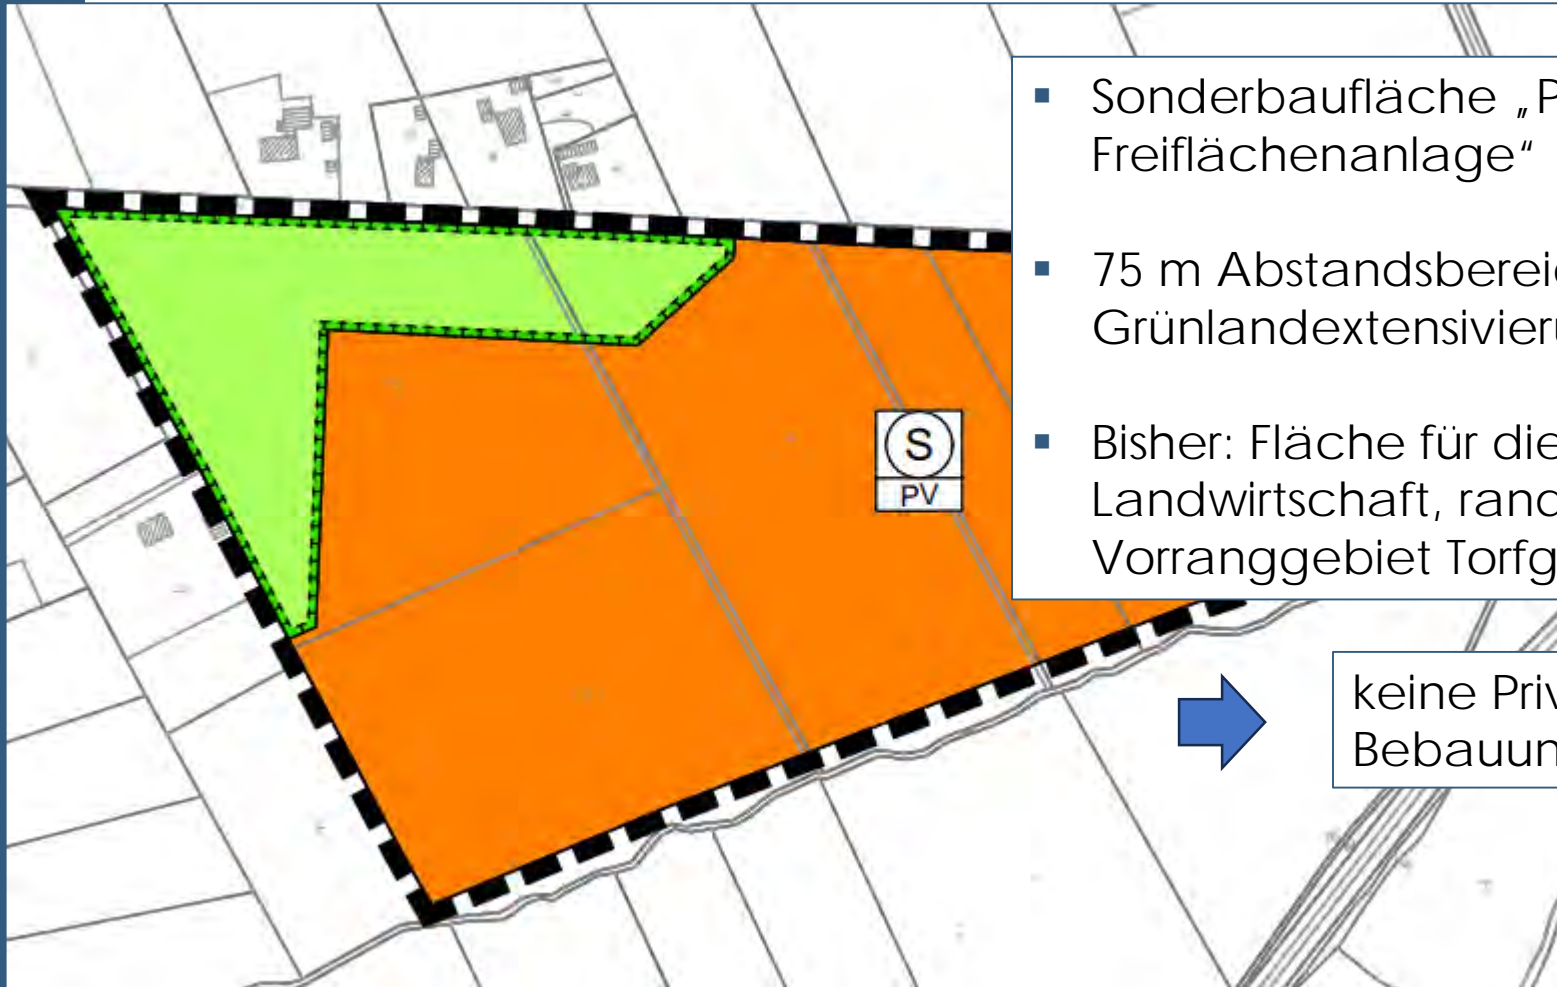 Sonderbaufläche „P
Freiflächenanlage“
75 m Abstandsberei
Grünlandextensivier
Bisher: Fläche für die
Landwirtschaft, rand
Vorranggebiet Torfg
S
PV
keine Priv
Bebauun